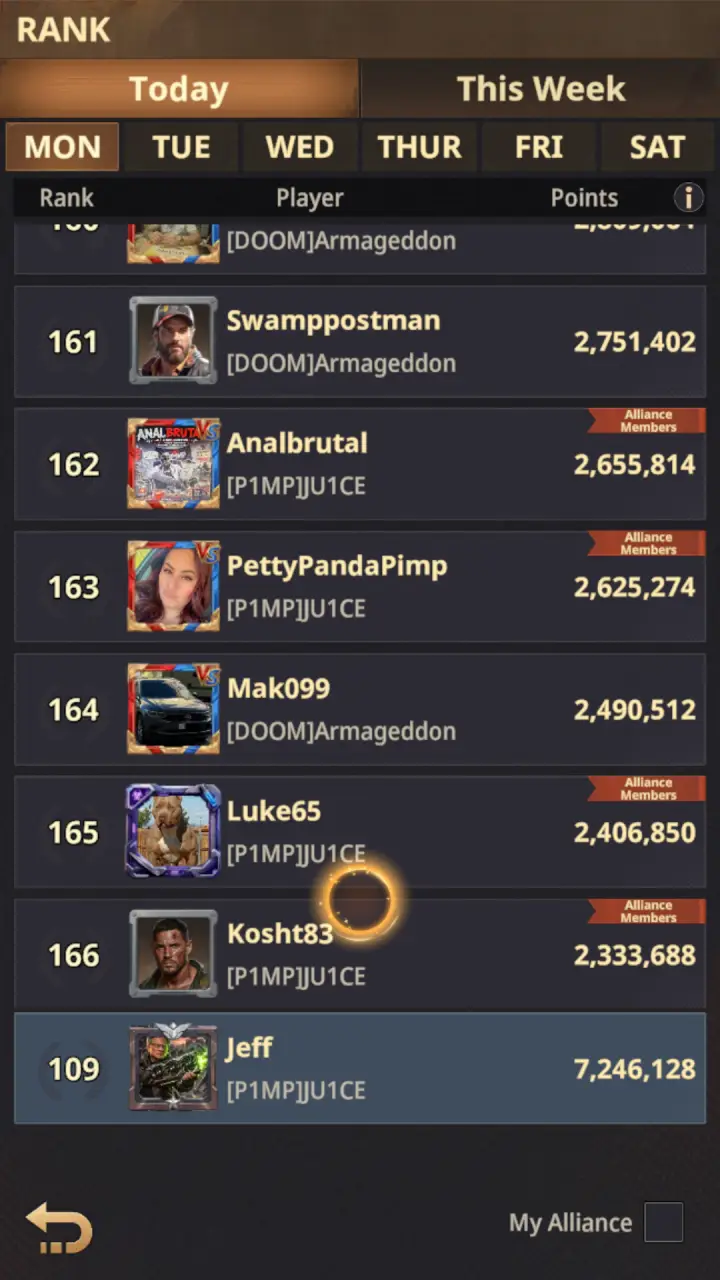 RANK
Today
This Week
MON TUE WED THUR FRI SAT
Rank Player Points i
[DOOM]Armageddon
161 Swamppostman 2,751,402
[DOOM]Armageddon
Alliance Members
162 Analbrutal 2,655,814
[P1MP]JU1CE
Alliance Members
163 PettyPandaPimp 2,625,274
[P1MP]JU1CE
164 Mak099 2,490,512
[DOOM]Armageddon
Alliance Members
165 Luke65 2,406,850
[P1MP]JU1CE
Alliance Members
166 Kosht83 2,333,688
[P1MP]JU1CE
109 Jeff 7,246,128
[P1MP]JU1CE
My Alliance